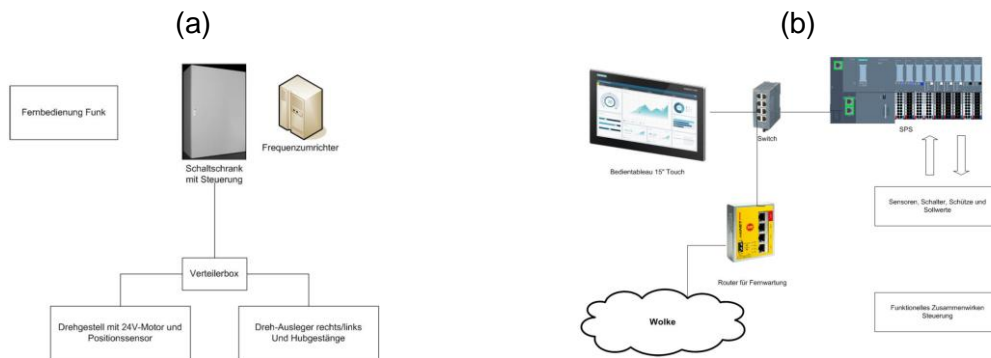 (a)
Fernbedienung Funk
Schaltschrank
mit Steuerung
Frequenzumrichter
Verteilerbox
Drehgestell mit 24V-Motor und
Positionssensor
Dreh-Ausleger rechts/links
Und Hubgestänge
(b)
Bedientableau 15" Touch
Switch
SPS
Sensoren, Schalter, Schütze und
Sollwerte
Router für Fernwartung
Wolke
Funktionelles Zusammenwirken
Steuerung